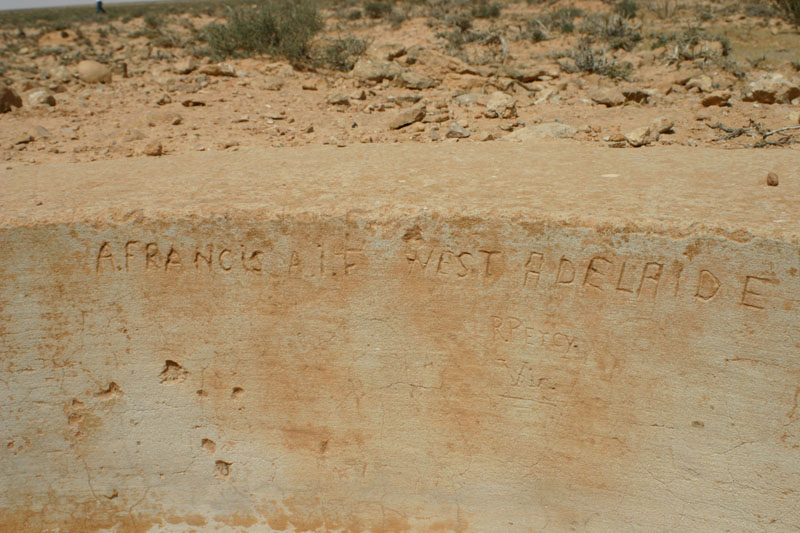 A. FRANCIS A.i.F WEST ADELAIDE
R. PERCY.
Vic